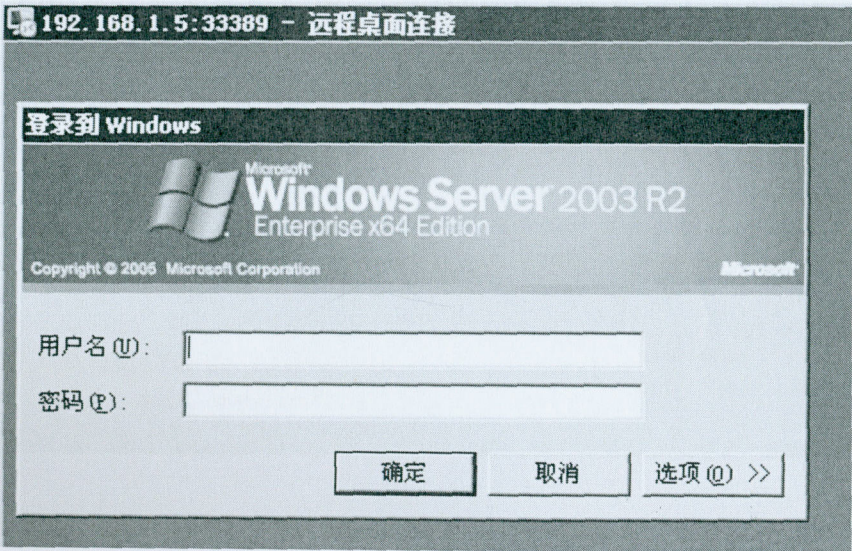 192.168.1.5:33389 - 远程桌面连接
登录到 Windows
Microsoft
Windows Server 2003 R2
Enterprise x64 Edition
Copyright © 2005 Microsoft Corporation
Microsoft
用户名(U):
密码(P):
确定 取消 选项(O) >>